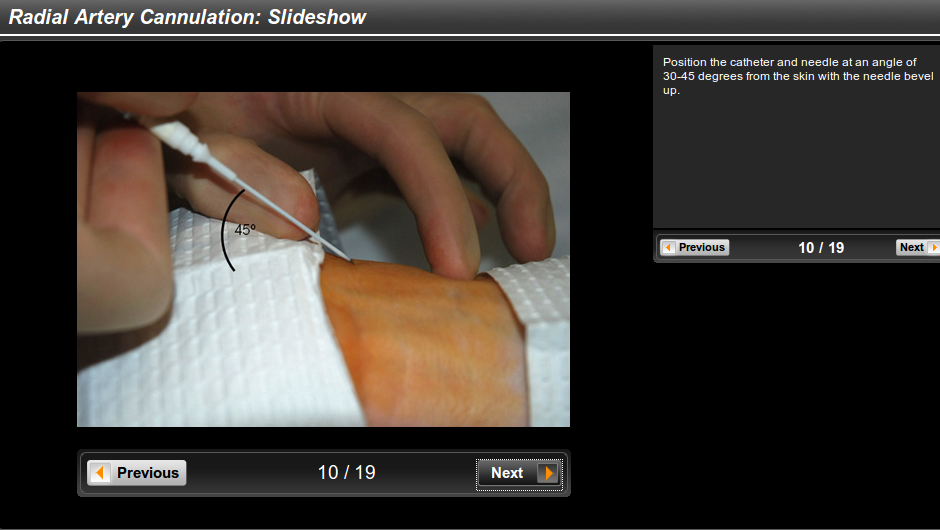 Radial Artery Cannulation: Slideshow
Position the catheter and needle at an angle of
30-45 degrees from the skin with the needle bevel
up.
45º
Previous
10 / 19
Next
Previous
10 / 19
Next